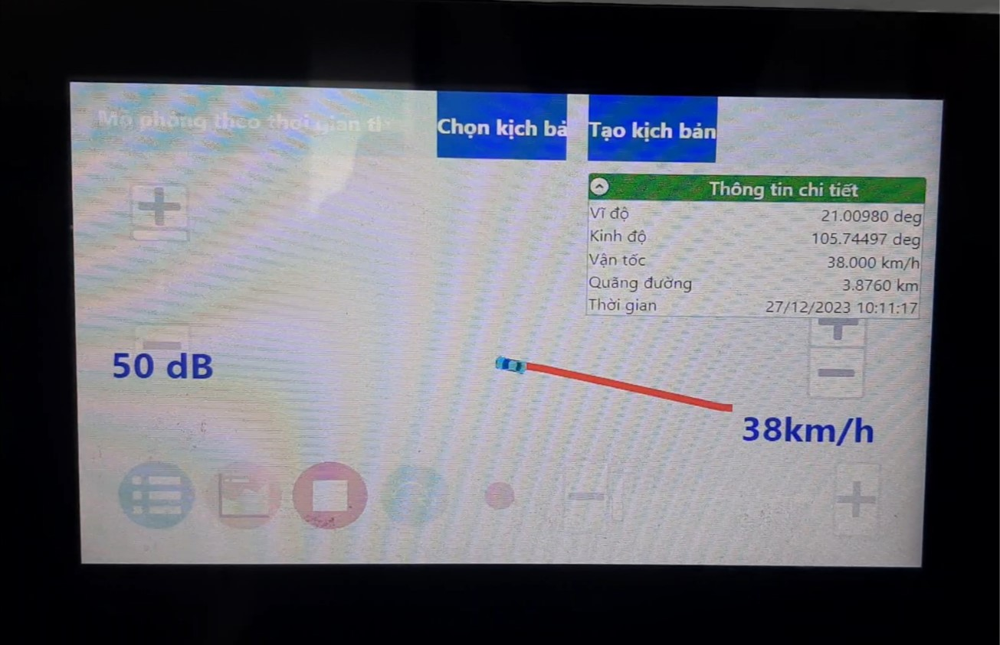 Mô phỏng theo thời gian th
Chọn kịch bả
Tạo kịch bản
Thông tin chi tiết
Vĩ độ 21.00980 deg
Kinh độ 105.74497 deg
Vận tốc 38.000 km/h
Quãng đường 3.8760 km
Thời gian 27/12/2023 10:11:17
50 dB
38km/h